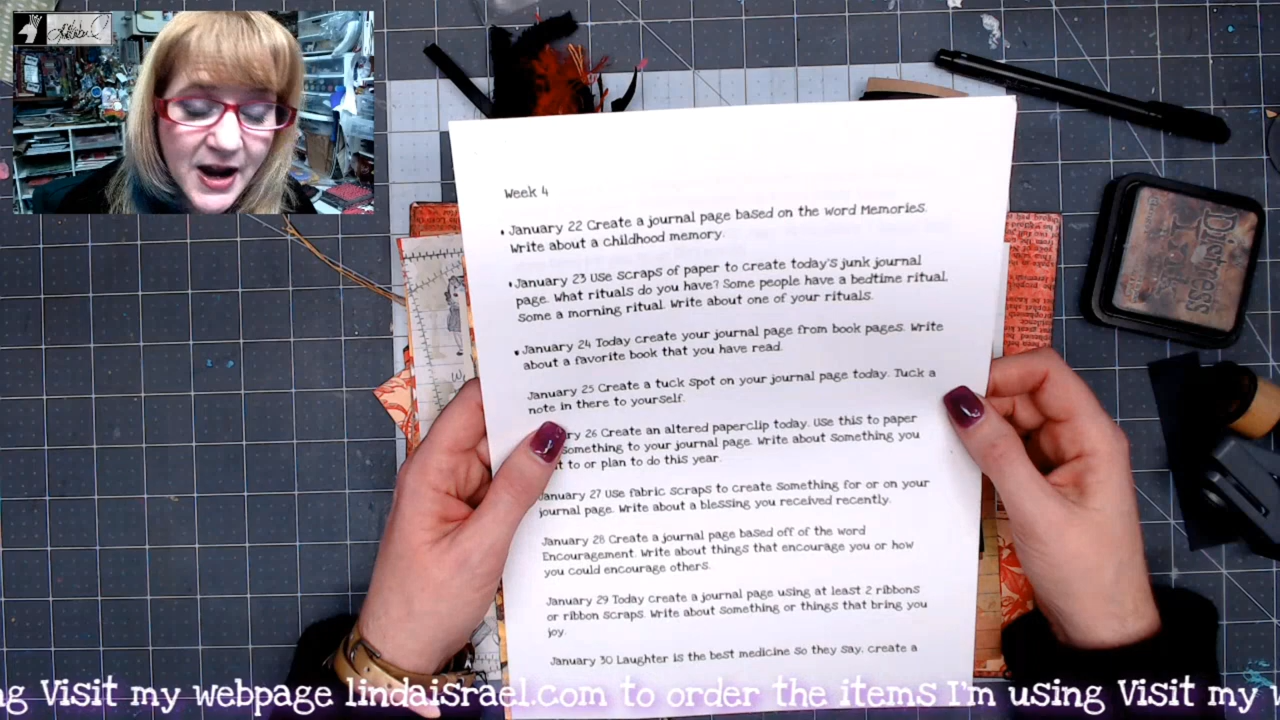 Week 4
January 22 Create a journal page based on the Word Memories.
Write about a childhood memory.
January 23 Use scraps of paper to create today's junk journal
page. What rituals do you have? Some people have a bedtime ritual.
Some a morning ritual. Write about one of your rituals.
January 24 Today create your journal page from book pages. Write
about a favorite book that you have read.
January 25 Create a tuck spot on your journal page today. Tuck a
note in there to yourself.
ry 26 Create an altered paperclip today. Use this to paper
something to your journal page. Write about Something you
t to or plan to do this year.
January 27 Use fabric scraps to create Something for or on your
journal page. Write about a blessing you received recently.
January 28 Create a journal page based off of the word
Encouragement. Write about things that encourage you or how
you could encourage others.
January 29 Today create a journal page using at least 2 ribbons
or ribbon scraps. Write about Something or things that bring you
joy.
January 30 Laughter is the best medicine so they say, create a
Distress
ng Visit my webpage lindaisrael.com to order the items I'm using Visit my